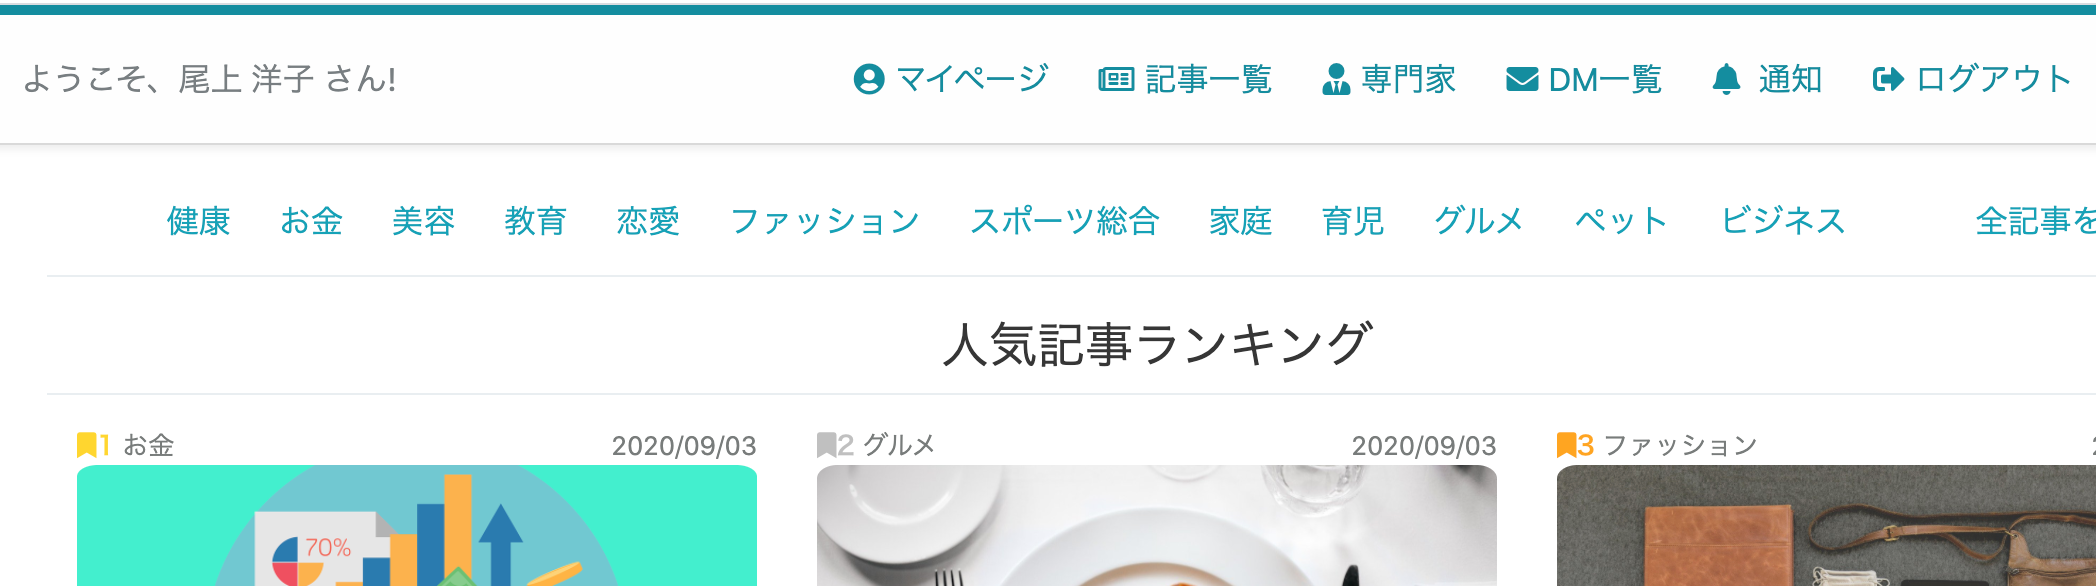 ようこそ、尾上 洋子 さん! マイページ 記事一覧 専門家 DM一覧 通知 ログアウト
健康 お金 美容 教育 恋愛 ファッション スポーツ総合 家庭 育児 グルメ ペット ビジネス 全記事を
人気記事ランキング
1 お金 2020/09/03 2 グルメ 2020/09/03 3 ファッション
70%